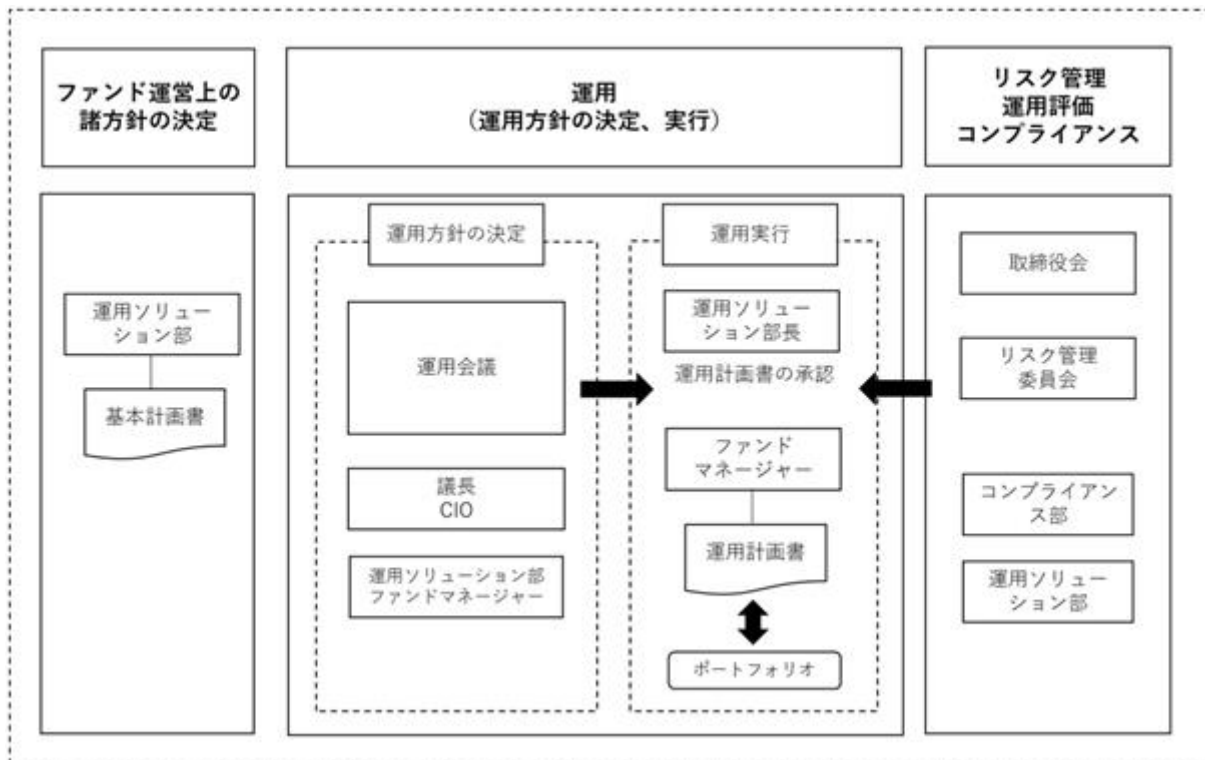 ファンド運営上の
諸方針の決定
運用
（運用方針の決定、実行）
リスク管理
運用評価
コンプライアンス
運用ソリュー
ション部
基本計画書
運用方針の決定
運用会議
議長
CIO
運用ソリューション部
ファンドマネージャー
運用実行
運用ソリュー
ション部長
運用計画書の承認
ファンド
マネージャー
運用計画書
ポートフォリオ
取締役会
リスク管理
委員会
コンプライアン
ス部
運用ソリュー
ション部